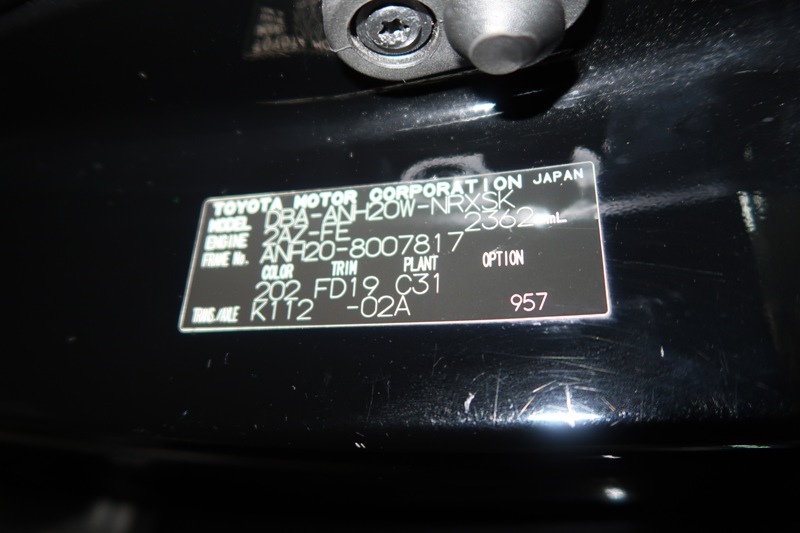 TOYOTA MOTOR CORPORATION JAPAN
MODEL DBA-ANH20W-NRXSK
ENGINE 2AZ-FE 2362 mL
FRAME No. ANH20-8007817
COLOR TRIM PLANT OPTION
202 FD19 C31
TRANS/AXLE K112 -02A 957